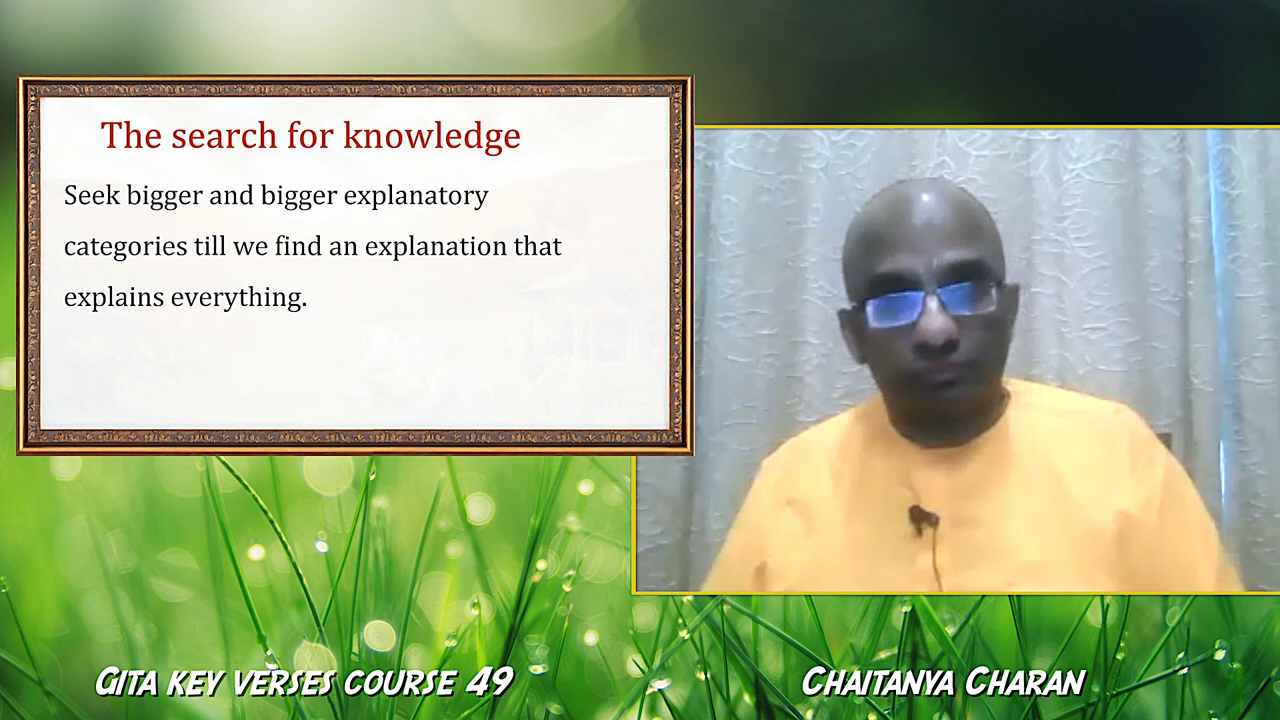 The search for knowledge
Seek bigger and bigger explanatory
categories till we find an explanation that
explains everything.
GITA KEY VERSES COURSE 49
CHAITANYA CHARAN